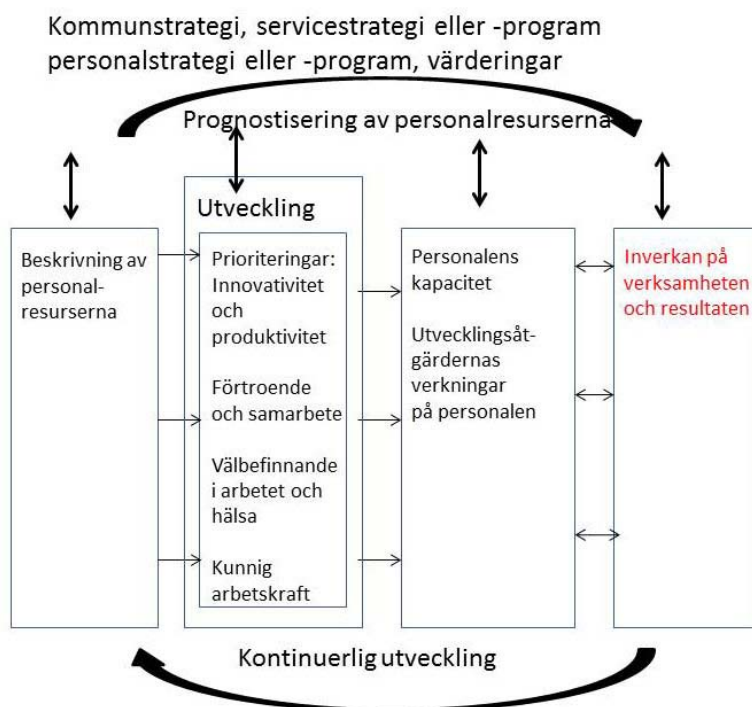 Kommunstrategi, servicestrategi eller -program
personalstrategi eller -program, värderingar
Prognostisering av personalresurserna
Beskrivning av
personal-
resurserna
Utveckling
Prioriteringar:
Innovativitet
och
produktivitet
Förtroende
och samarbete
Välbefinnande
i arbetet och
hälsa
Kunnig
arbetskraft
Personalens
kapacitet
Utvecklingsåt-
gärdernas
verkningar
på personalen
Inverkan på
verksamheten
och resultaten
Kontinuerlig utveckling